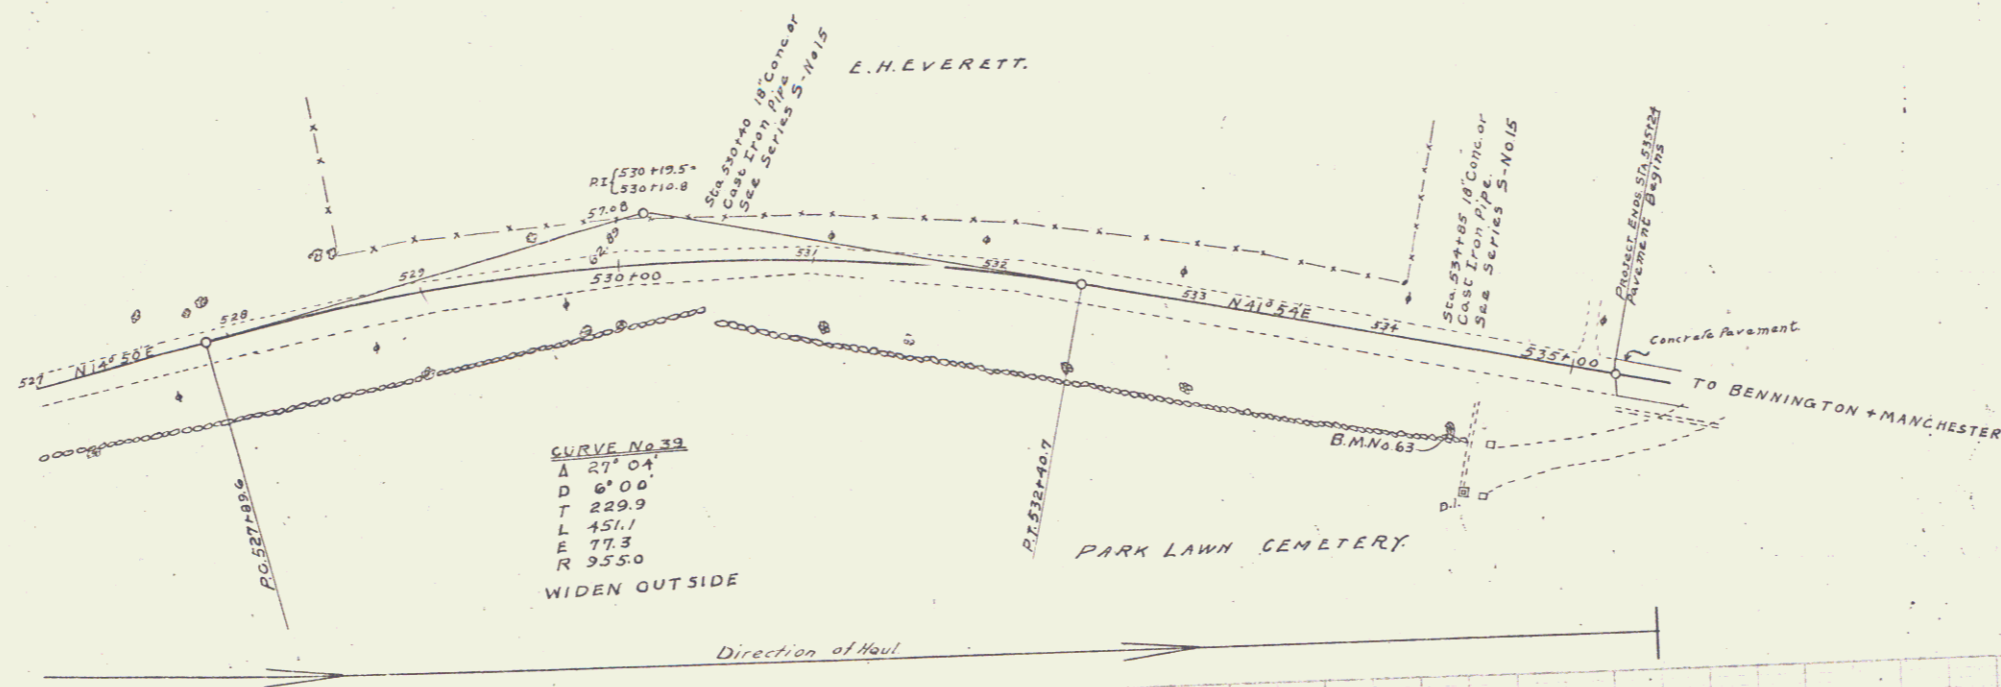 E.H.EVERETT.
Sta 530+40 18" Conc. or
Cast Iron Pipe
See Series S-No15
P.I. { 530+19.5=
530+10.8
57.08
62.89
Sta. 534+85 18" Conc. or
Cast Iron Pipe.
See Series S-No.15
PROJECT ENDS STA 535+24
Pavement Begins
Concrete Pavement.
527
N14°50'E
528
529
530+00
531
532
533
N41°54'E
534
535+00
TO BENNINGTON + MANCHESTER
P.C. 527+89.6
CURVE No 39
Δ 27° 04'
D 6° 00'
T 229.9
L 451.1
E 77.3
R 955.0
WIDEN OUTSIDE
P.T. 532+40.7
B.M.No.63
D.I.
PARK LAWN CEMETERY.
Direction of Haul.